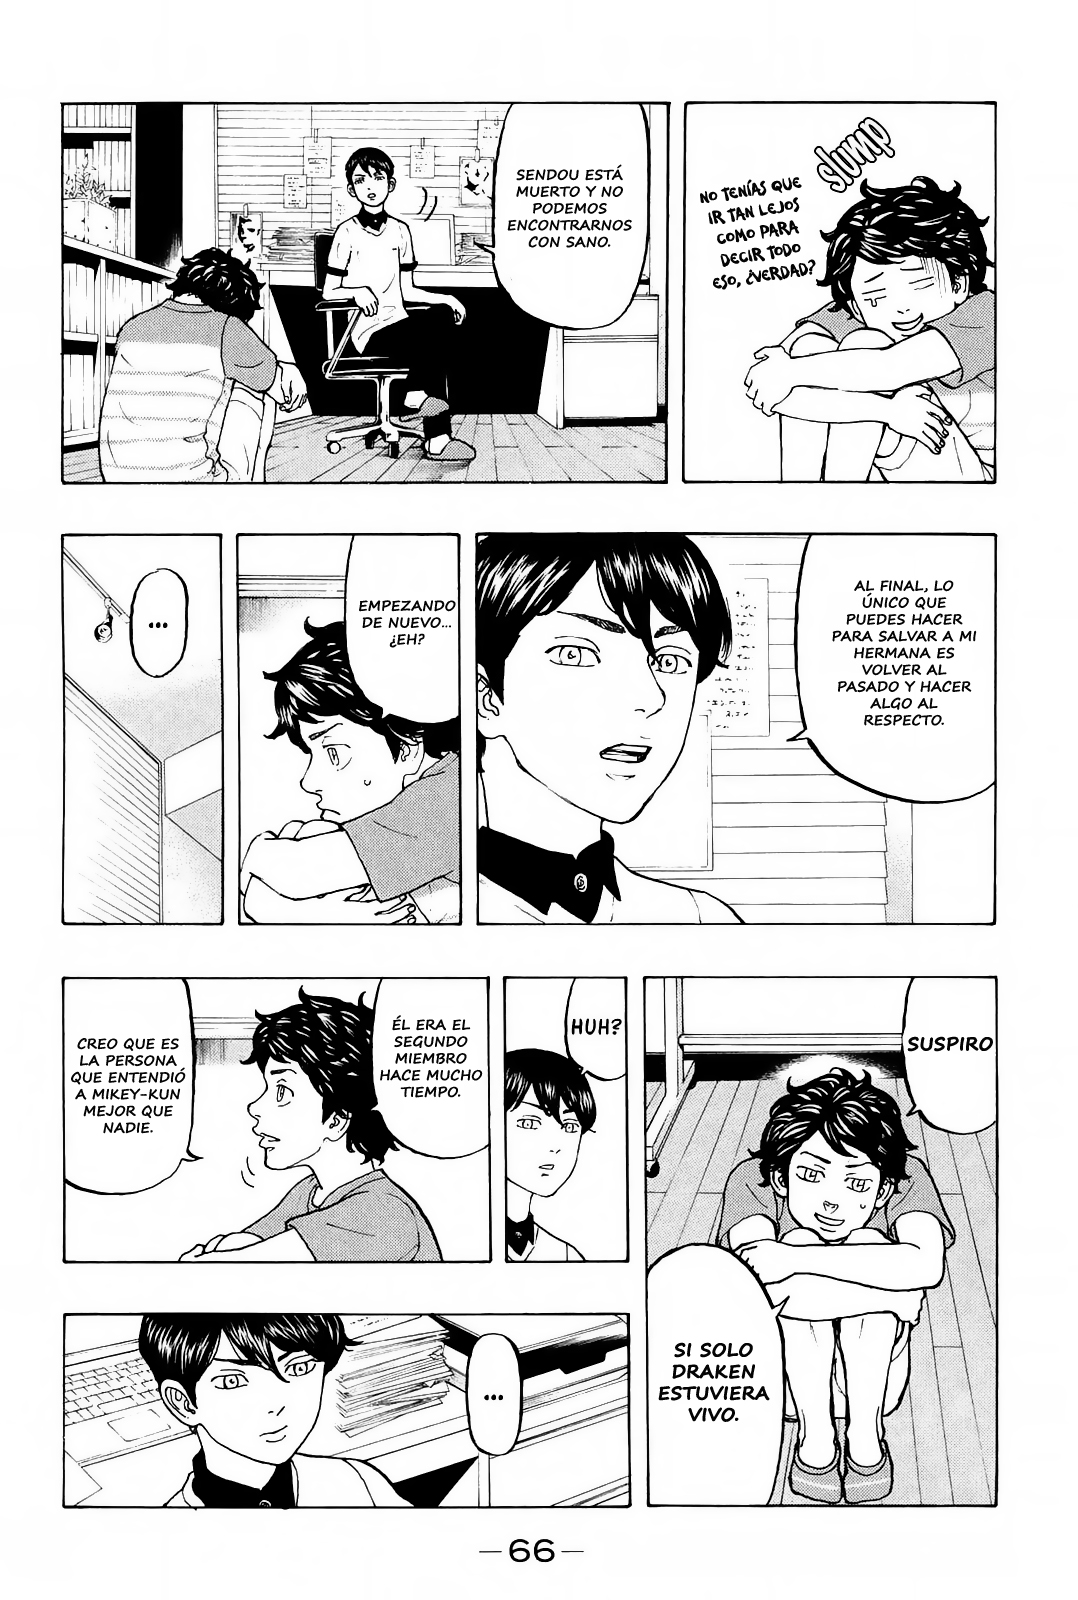 slump
NO TENÍAS QUE
IR TAN LEJOS
COMO PARA
DECIR TODO
ESO, ¿VERDAD?
SENDOU ESTÁ
MUERTO Y NO
PODEMOS
ENCONTRARNOS
CON SANO.
AL FINAL, LO
ÚNICO QUE
PUEDES HACER
PARA SALVAR A MI
HERMANA ES
VOLVER AL
PASADO Y HACER
ALGO AL
RESPECTO.
EMPEZANDO
DE NUEVO...
¿EH?
...
SUSPIRO
SI SOLO
DRAKEN
ESTUVIERA
VIVO.
HUH?
ÉL ERA EL
SEGUNDO
MIEMBRO
HACE MUCHO
TIEMPO.
CREO QUE ES
LA PERSONA
QUE ENTENDIÓ
A MIKEY-KUN
MEJOR QUE
NADIE.
...
—66—